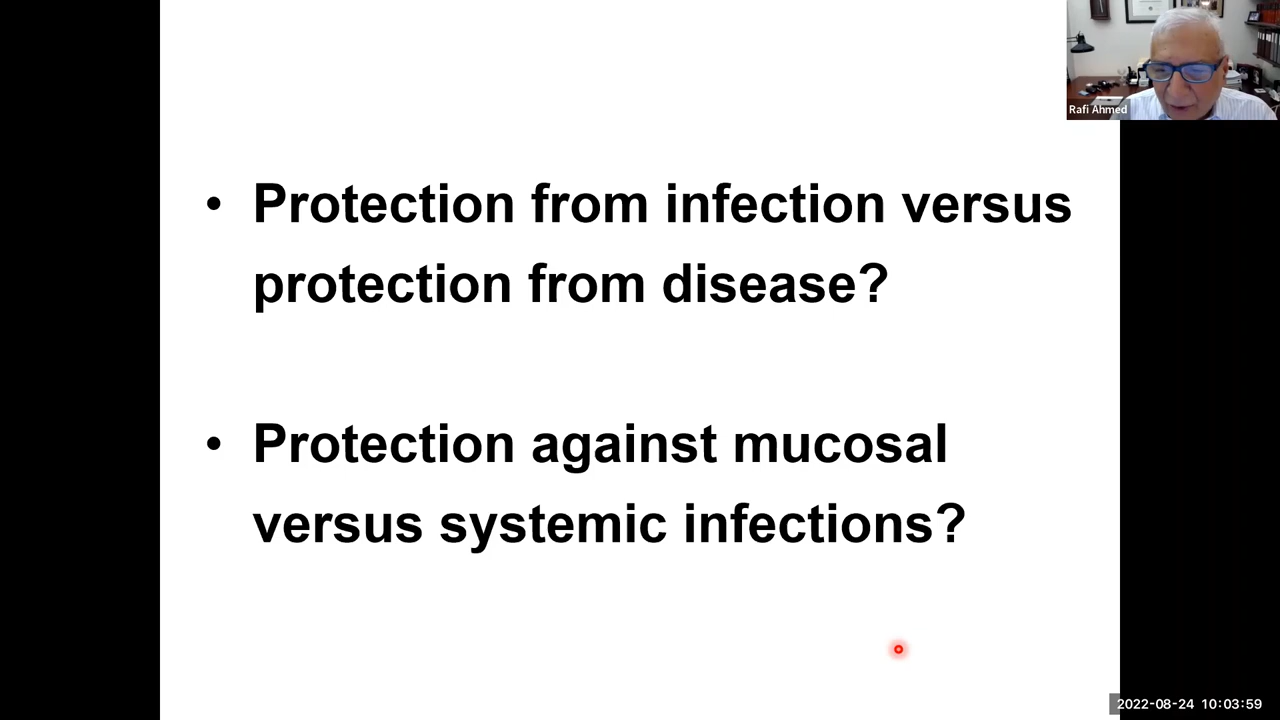 Rafi Ahmed
• Protection from infection versus
protection from disease?
• Protection against mucosal
versus systemic infections?
2022-08-24 10:03:59